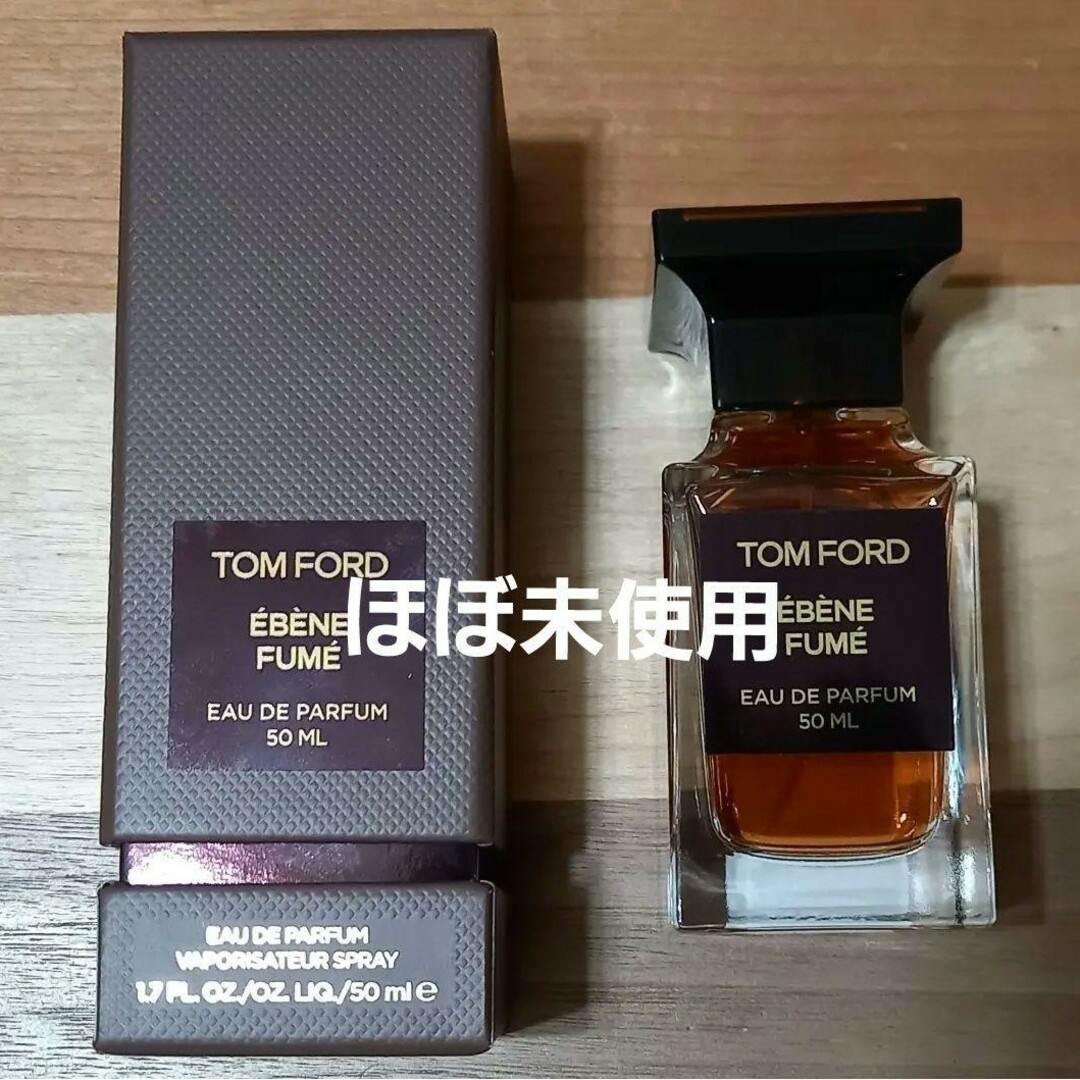 TOM FORD
ÉBÈNE
FUMÉ
EAU DE PARFUM
50 ML
EAU DE PARFUM
VAPORISATEUR SPRAY
1.7 FL. OZ./OZ. LIQ./50 ml e
ほぼ未使用
TOM FORD
ÉBÈNE
FUMÉ
EAU DE PARFUM
50 ML